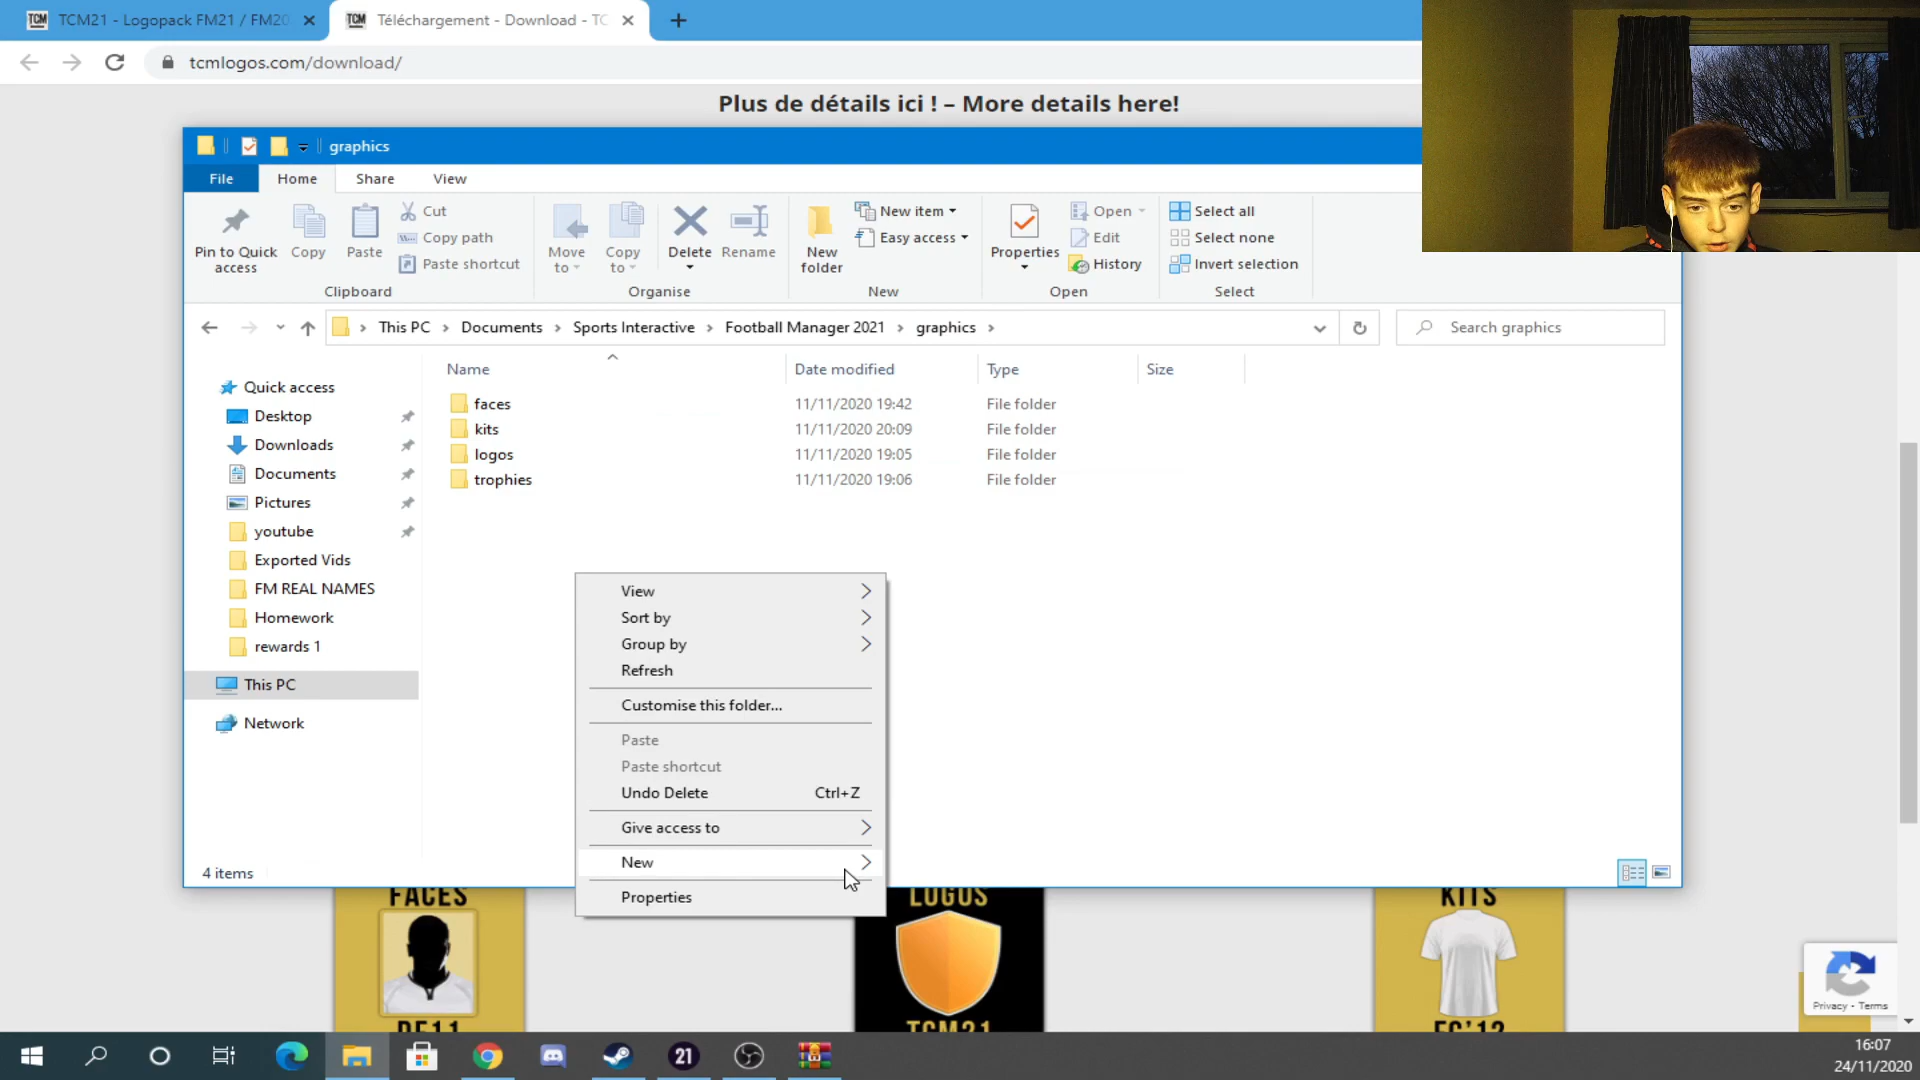 TCM TCM21 - Logopack FM21 / FM20
TCM Téléchargement - Download - TC
tcmlogos.com/download/
Plus de détails ici ! – More details here!
graphics
File Home Share View
Pin to Quick access
Copy
Paste
Cut
Copy path
Paste shortcut
Clipboard
Move to
Copy to
Delete
Rename
Organise
New folder
New item
Easy access
New
Properties
Open
Edit
History
Open
Select all
Select none
Invert selection
Select
This PC Documents Sports Interactive Football Manager 2021 graphics
Search graphics
Name Date modified Type Size
faces 11/11/2020 19:42 File folder
kits 11/11/2020 20:09 File folder
logos 11/11/2020 19:05 File folder
trophies 11/11/2020 19:06 File folder
Quick access
Desktop
Downloads
Documents
Pictures
youtube
Exported Vids
FM REAL NAMES
Homework
rewards 1
This PC
Network
4 items
View
Sort by
Group by
Refresh
Customise this folder...
Paste
Paste shortcut
Undo Delete Ctrl+Z
Give access to
New
Properties
FACES
DF11
LOGOS
TCM21
KITS
FC'12
Privacy - Terms
21
16:07
24/11/2020